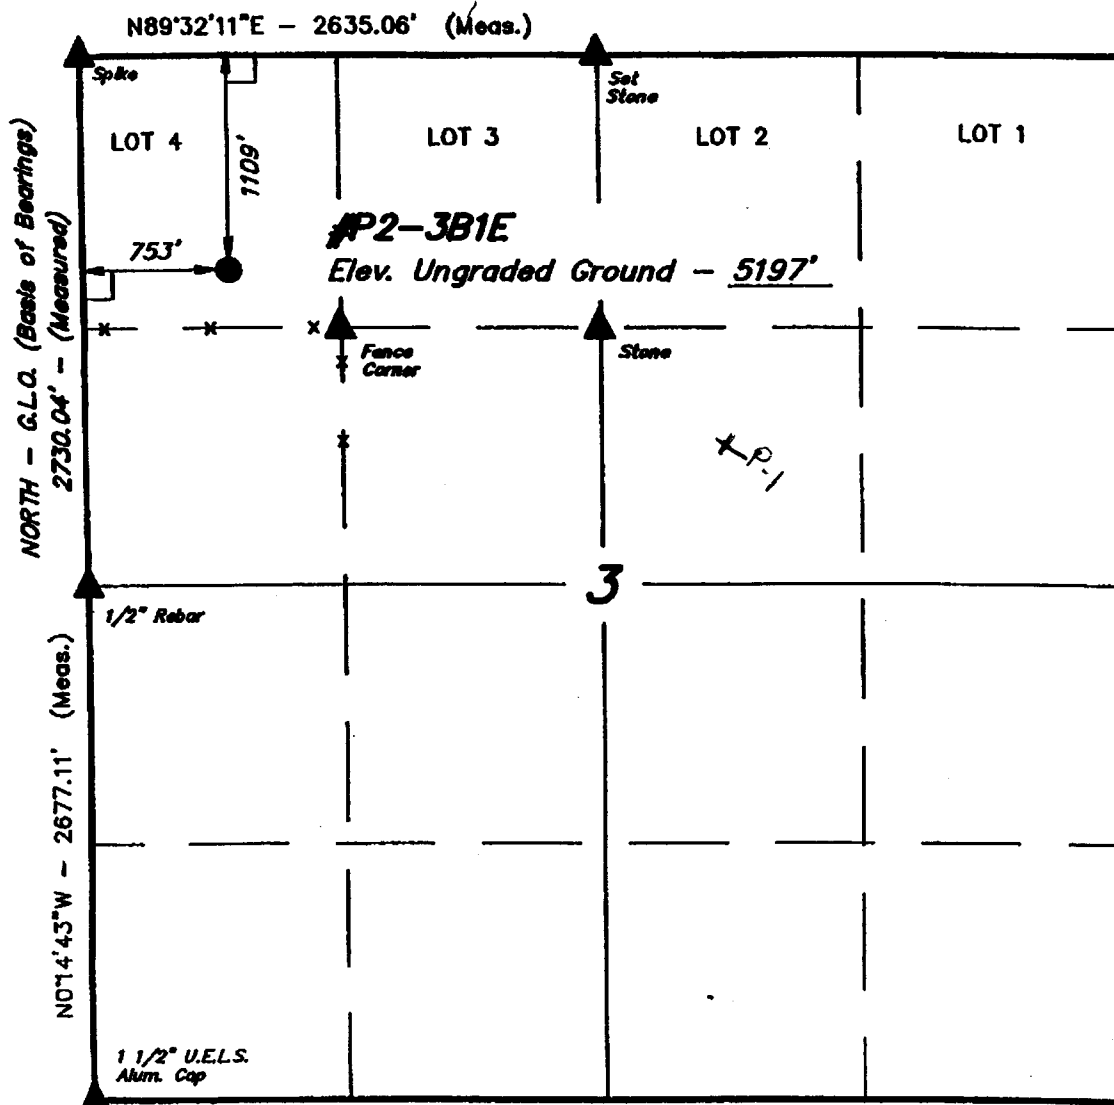 N89°32'11"E – 2635.06' (Meas.)
Spike
Set
Stone
LOT 4
LOT 3
LOT 2
LOT 1
1109'
753'
#P2-3B1E
Elev. Ungraded Ground – 5197'
Fence
Corner
Stone
P-1
NORTH – G.L.O. (Basis of Bearings)
2730.04' – (Measured)
3
1/2" Rebar
N0°14'43"W – 2677.11' (Meas.)
1 1/2" U.E.L.S.
Alum. Cap